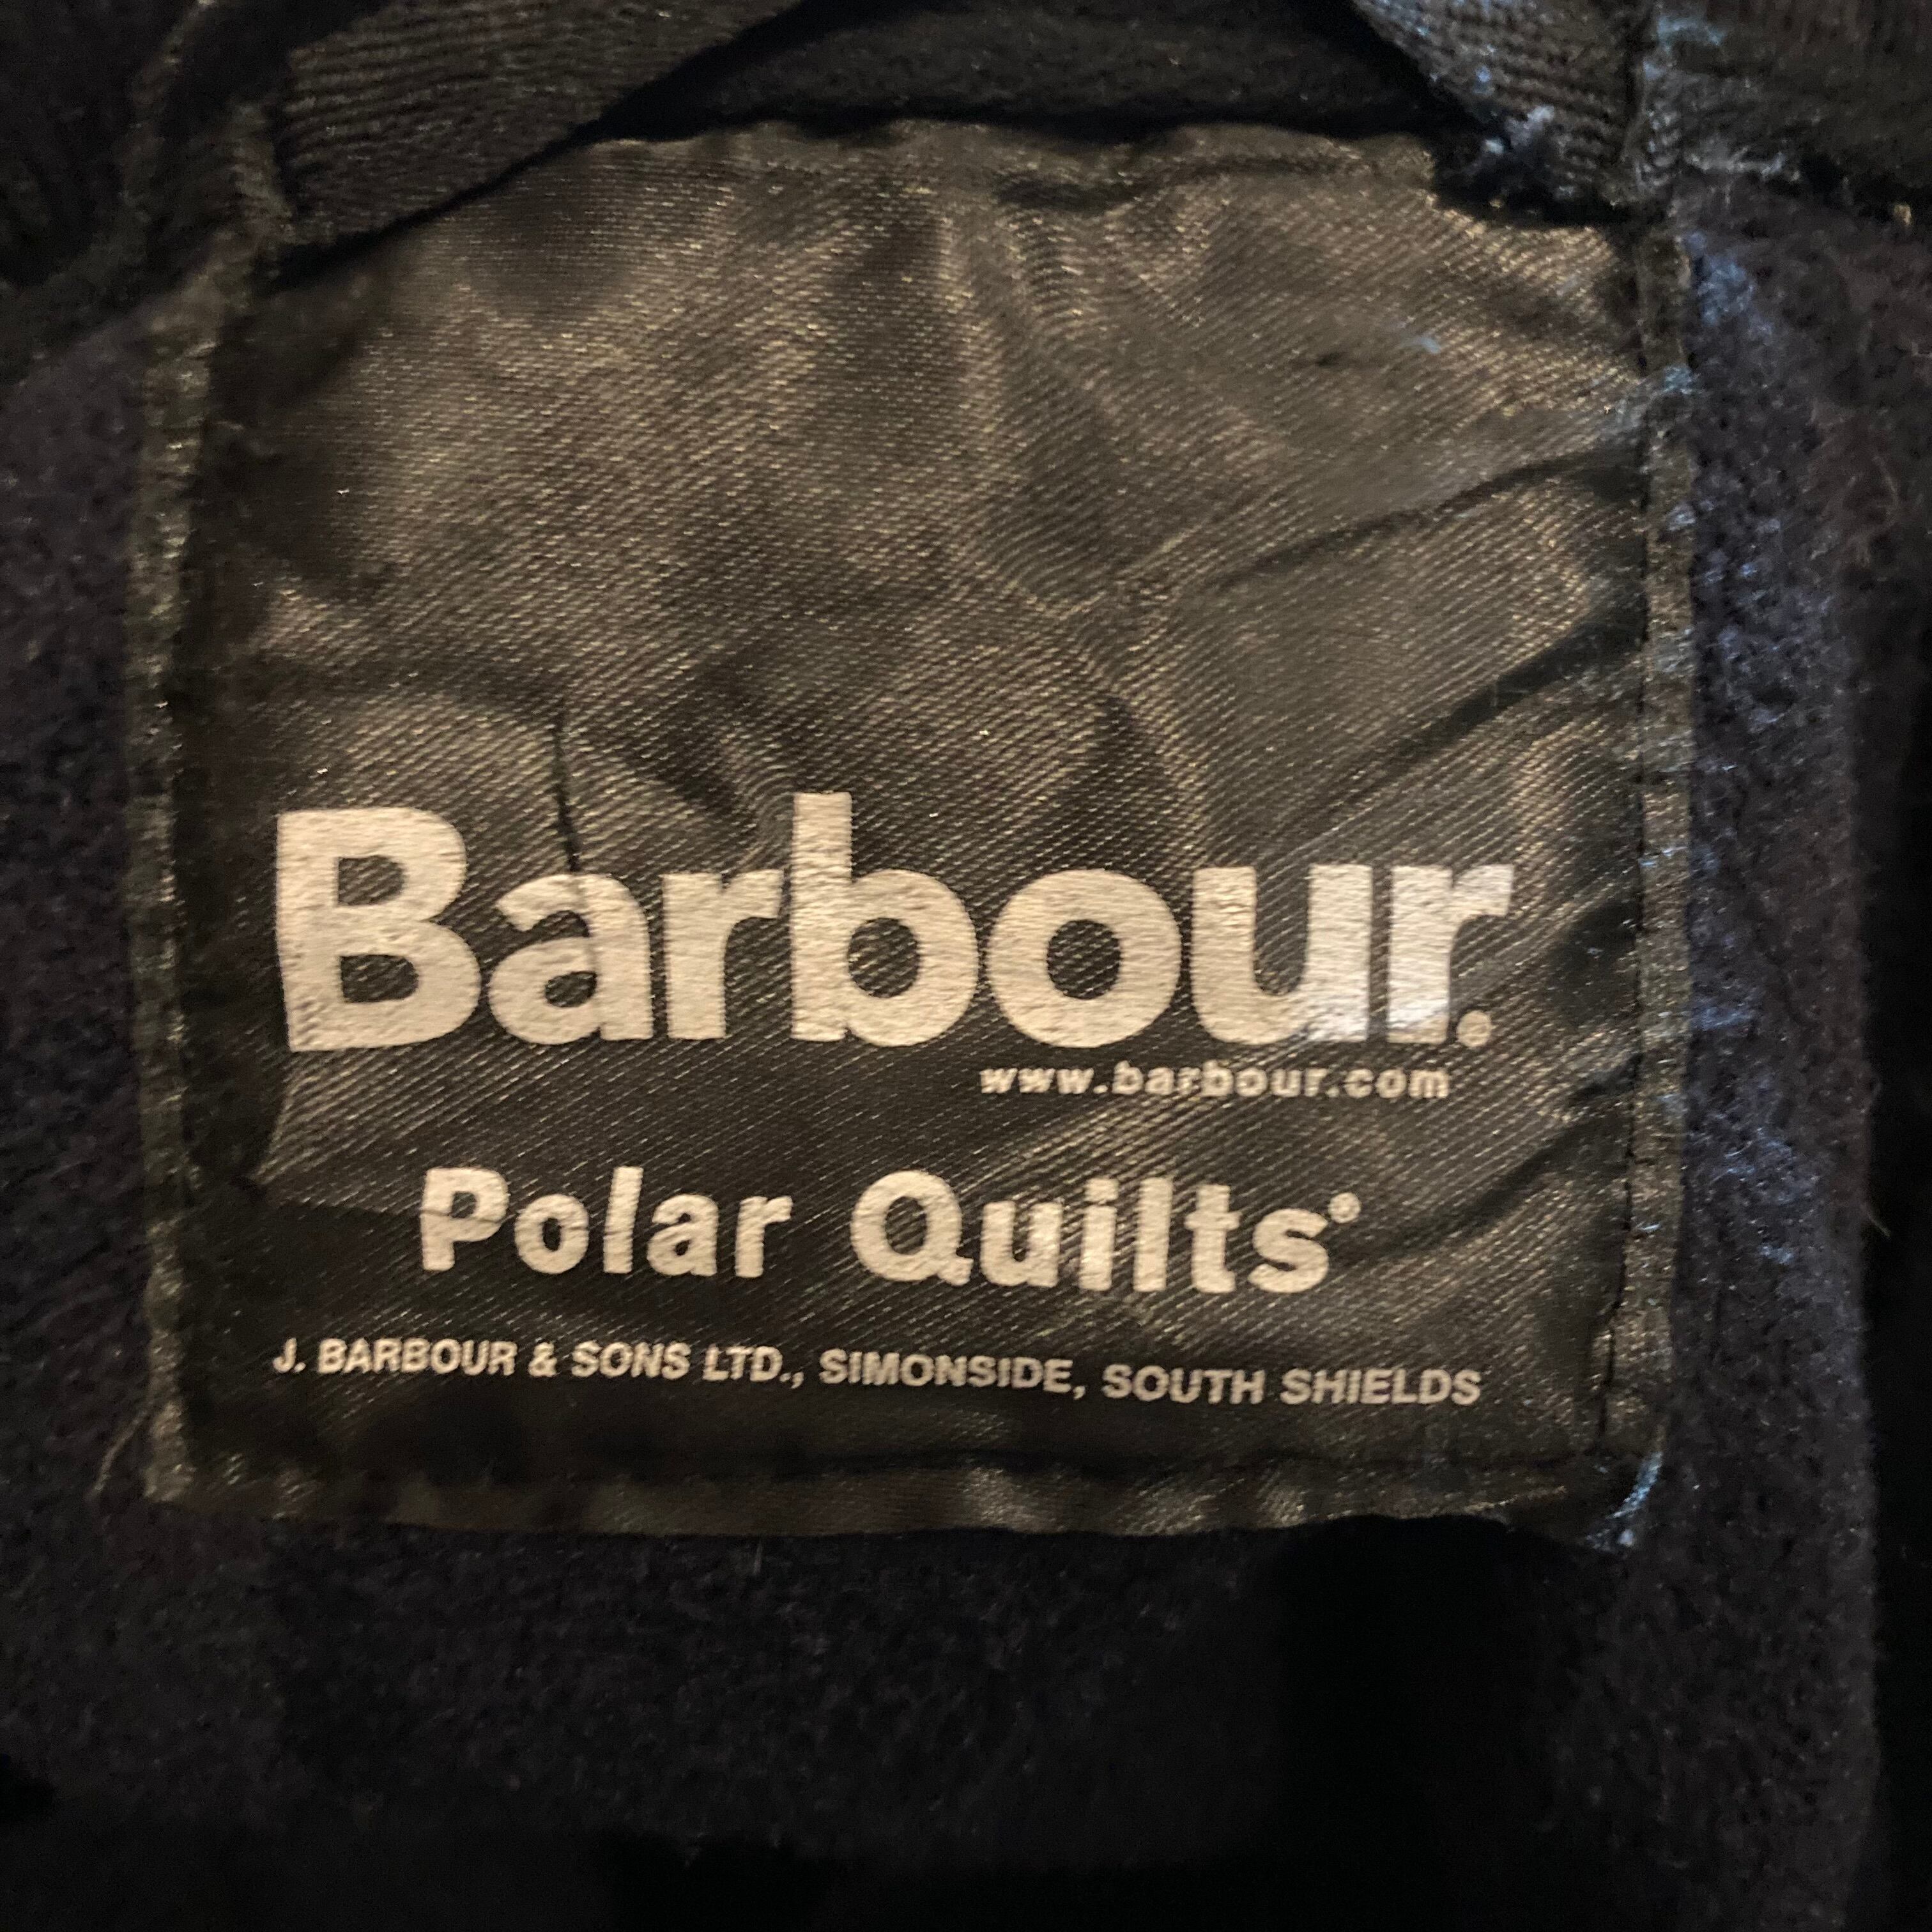 Barbour®
www.barbour.com
Polar Quilts®
J. BARBOUR & SONS LTD., SIMONSIDE, SOUTH SHIELDS